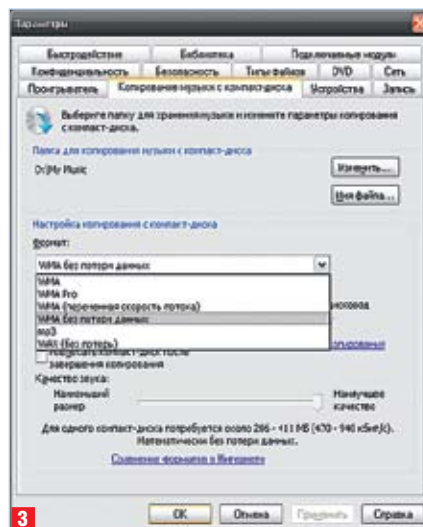 Параметры
Быстродействие Библиотека Подключаемые модули
Конфиденциальность Безопасность Типы файлов DVD Сеть
Проигрыватель Копирование музыки с компакт-диска Устройства Запись
Выберите папку для хранения музыки и измените параметры копирования
с компакт-диска.
Папка для копирования музыки с компакт-диска
D:\My Music
Изменить...
Имя файла...
Настройка копирования с компакт-диска
Формат:
WMA без потери данных
WMA
WMA Pro
WMA (переменная скорость потока)
WMA без потери данных
mp3
WAV (без потерь)
завершения копирования
Качество звука:
Наименьший размер
Наилучшее качество
Для одного компакт-диска потребуется около 206 - 411 МБ (470 - 940 кбит/с).
Математически без потери данных.
Сравнение форматов в Интернете
OK Отмена Применить Справка
3